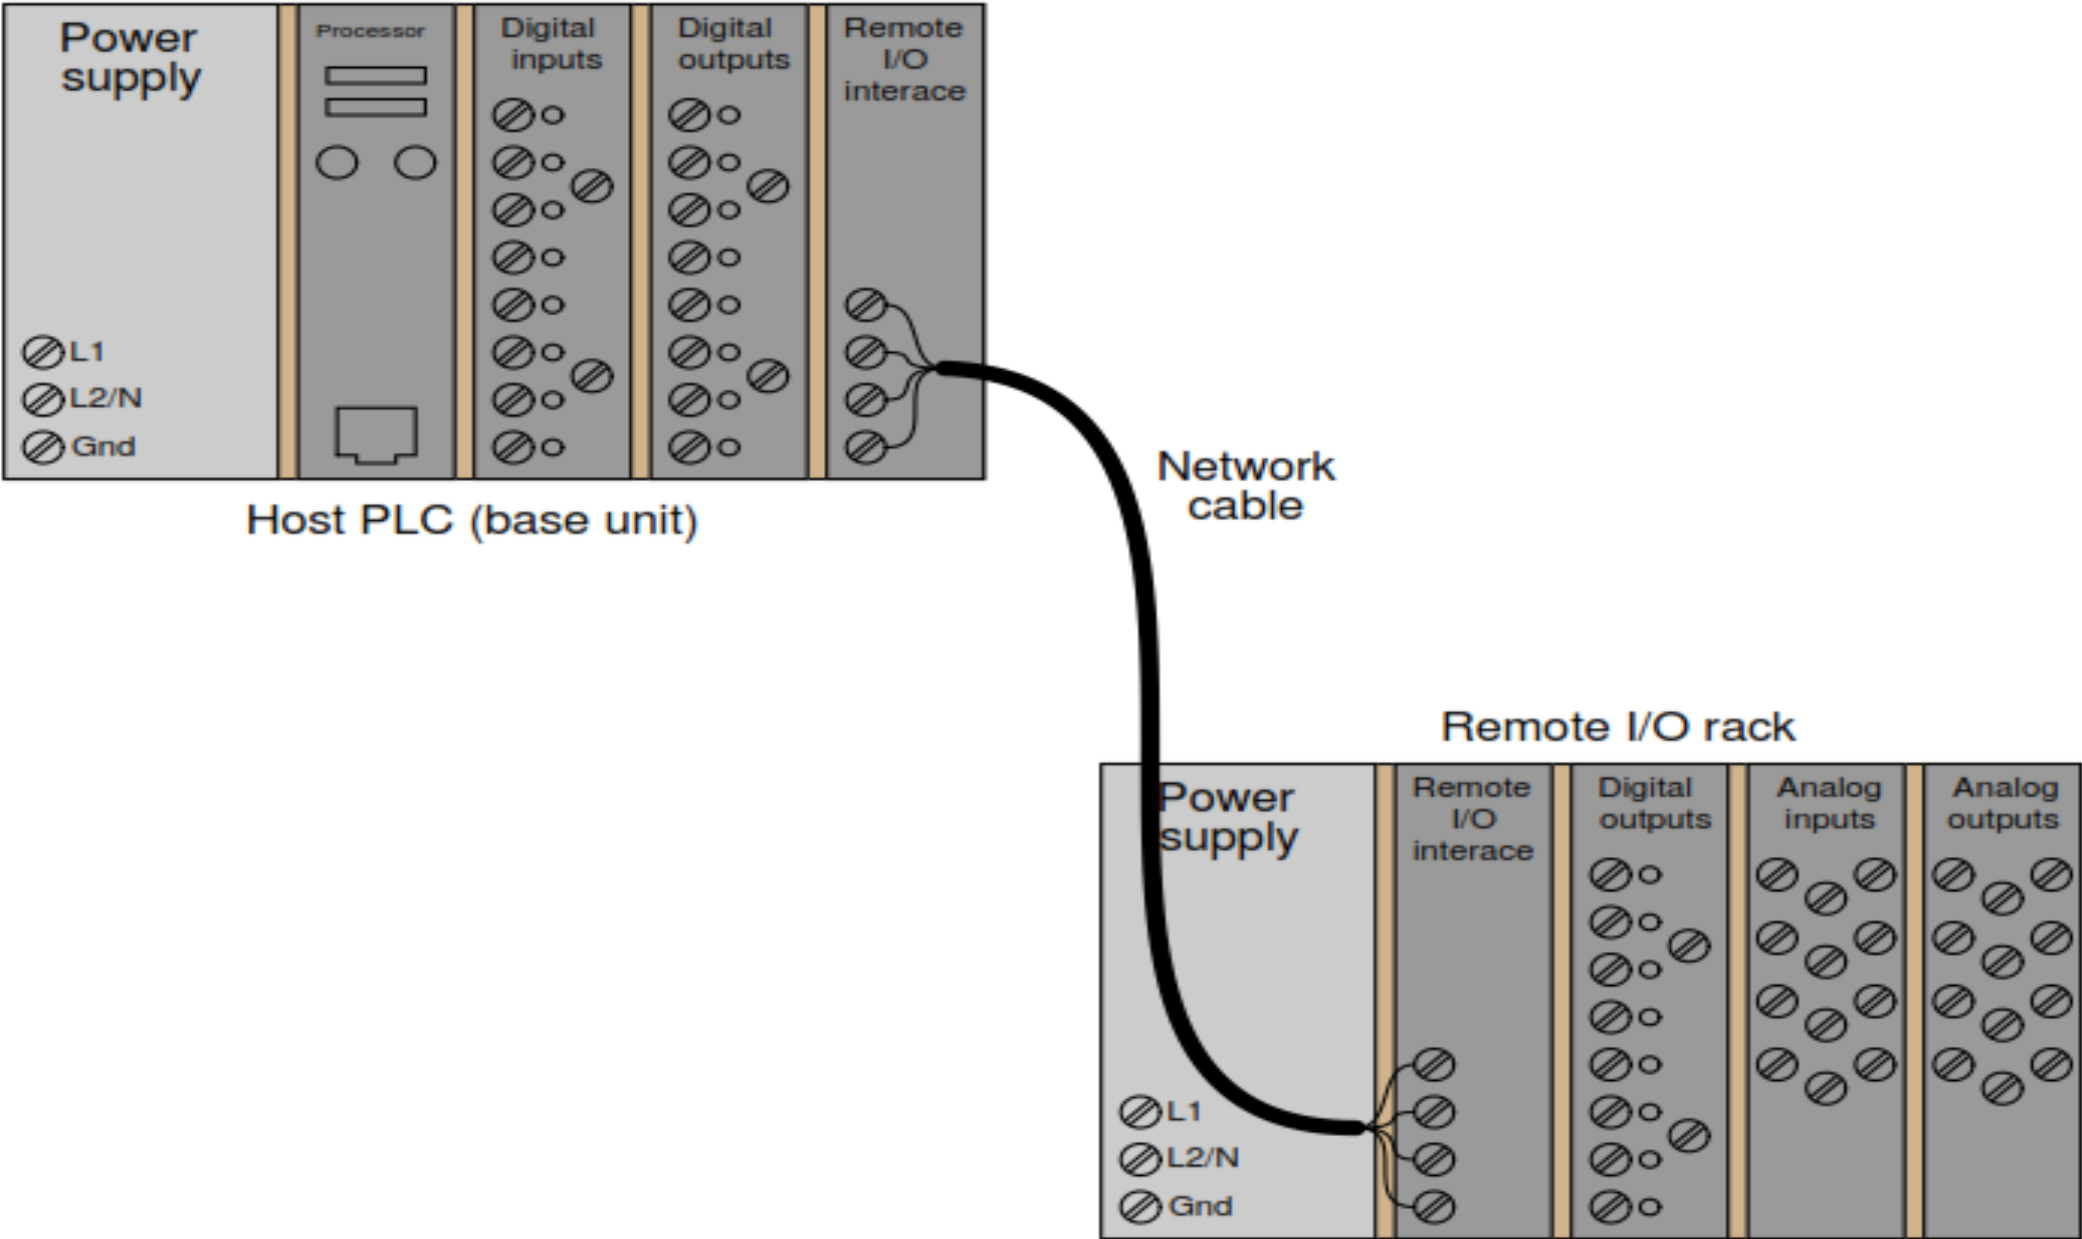 Power
supply
L1
L2/N
Gnd
Processor
Digital
inputs
Digital
outputs
Remote
I/O
interace
Host PLC (base unit)
Network
cable
Remote I/O rack
Power
supply
L1
L2/N
Gnd
Remote
I/O
interace
Digital
outputs
Analog
inputs
Analog
outputs